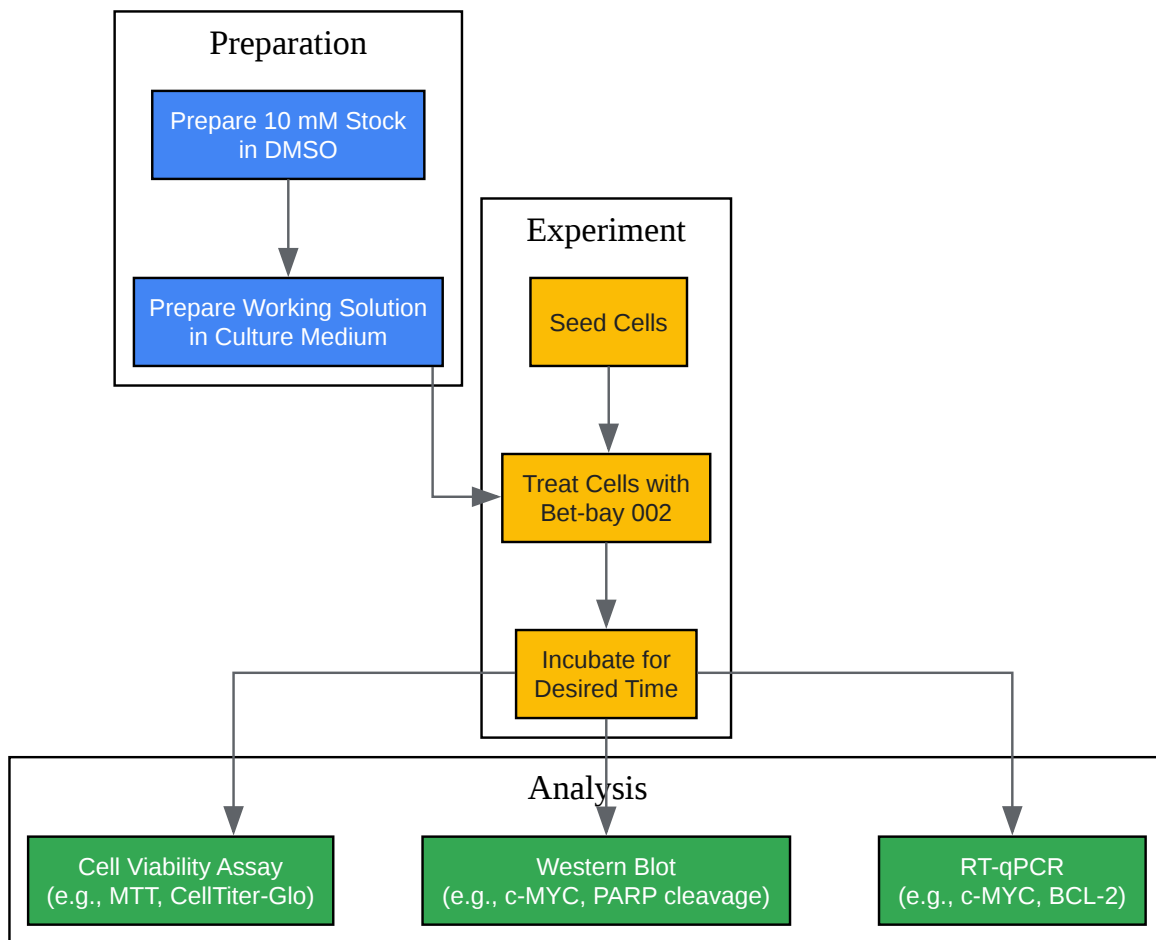 Preparation
Prepare 10 mM Stock
in DMSO
Prepare Working Solution
in Culture Medium
Experiment
Seed Cells
Treat Cells with
Bet-bay 002
Incubate for
Desired Time
Analysis
Cell Viability Assay
(e.g., MTT, CellTiter-Glo)
Western Blot
(e.g., c-MYC, PARP cleavage)
RT-qPCR
(e.g., c-MYC, BCL-2)